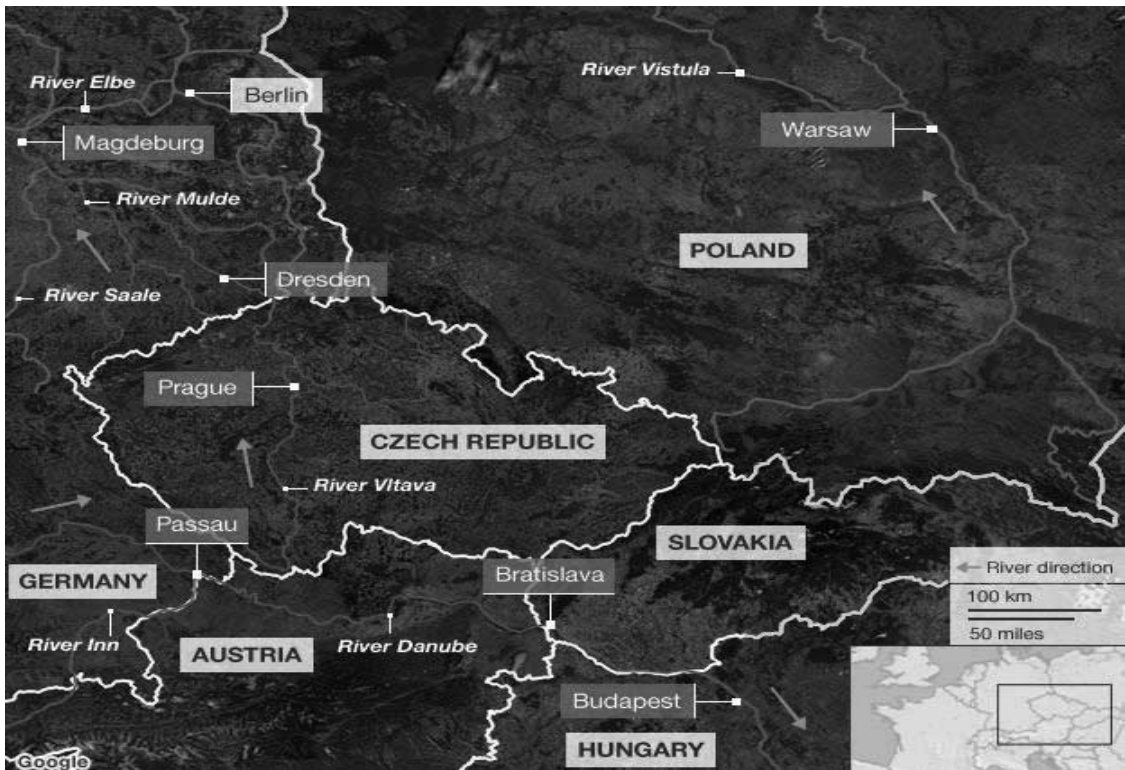 River Elbe
River Vistula
Berlin
Warsaw
Magdeburg
River Mulde
POLAND
Dresden
River Saale
Prague
CZECH REPUBLIC
River Vltava
Passau
SLOVAKIA
GERMANY
Bratislava
River direction
100 km
50 miles
River Inn
AUSTRIA
River Danube
Budapest
HUNGARY
Google